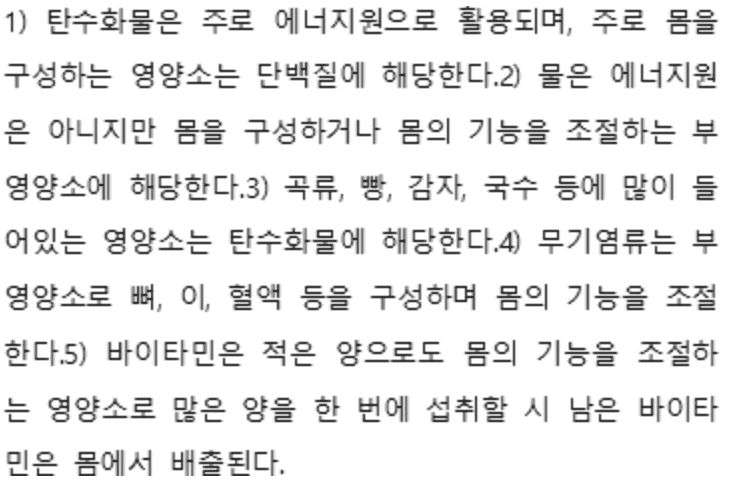 1) 탄수화물은 주로 에너지원으로 활용되며, 주로 몸을
구성하는 영양소는 단백질에 해당한다.2) 물은 에너지원
은 아니지만 몸을 구성하거나 몸의 기능을 조절하는 부
영양소에 해당한다.3) 곡류, 빵, 감자, 국수 등에 많이 들
어있는 영양소는 탄수화물에 해당한다.4) 무기염류는 부
영양소로 뼈, 이, 혈액 등을 구성하며 몸의 기능을 조절
한다.5) 바이타민은 적은 양으로도 몸의 기능을 조절하
는 영양소로 많은 양을 한 번에 섭취할 시 남은 바이타
민은 몸에서 배출된다.